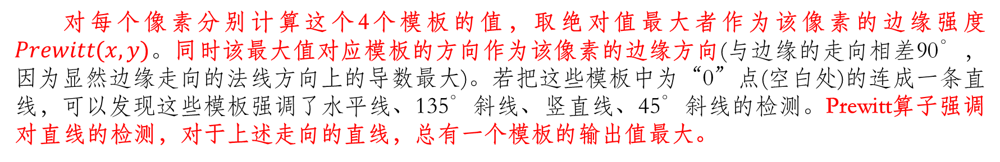 对每个像素分别计算这个4个模板的值，取绝对值最大者作为该像素的边缘强度
Prewitt(x,y)。同时该最大值对应模板的方向作为该像素的边缘方向(与边缘的走向相差90°，
因为显然边缘走向的法线方向上的导数最大)。若把这些模板中为“0”点(空白处)的连成一条直
线，可以发现这些模板强调了水平线、135°斜线、竖直线、45°斜线的检测。Prewitt算子强调
对直线的检测，对于上述走向的直线，总有一个模板的输出值最大。